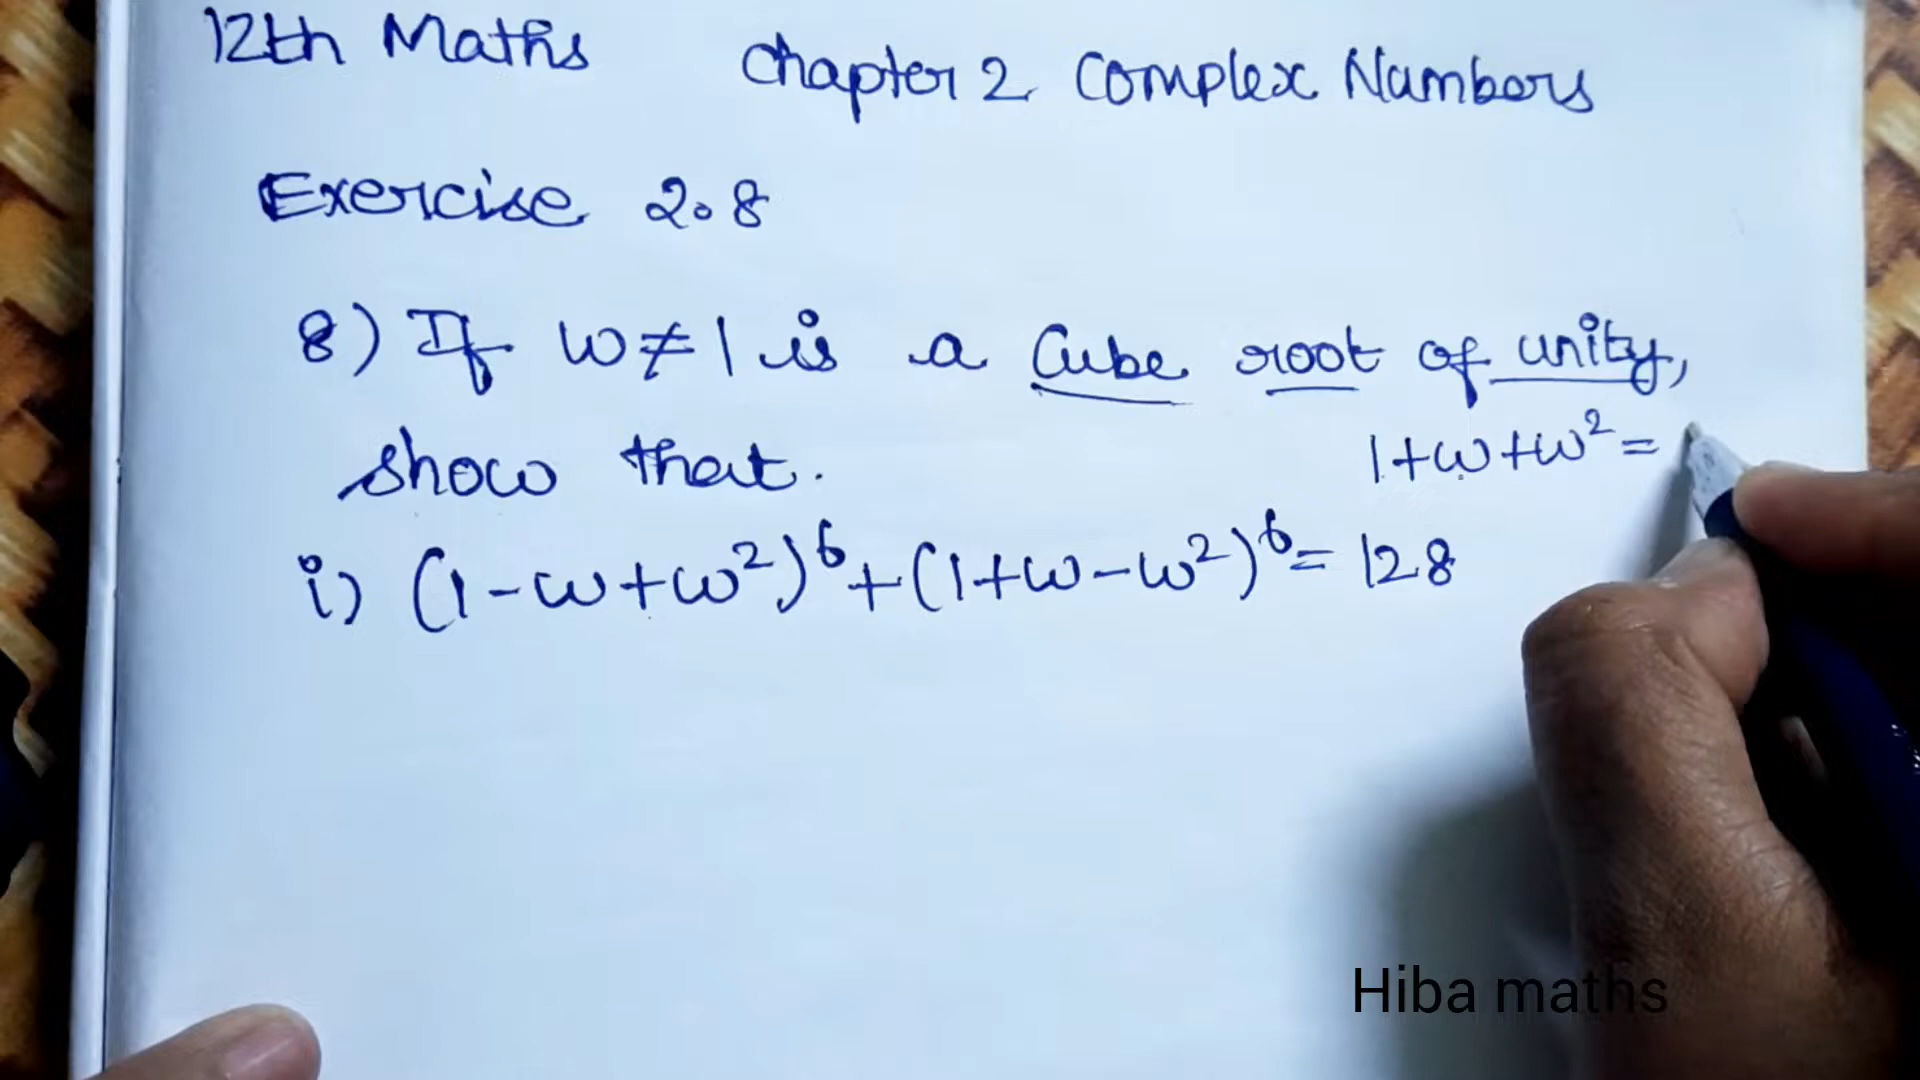 12th Maths Chapter 2 Complex Numbers
Exercise 2.8
8) If ω≠1 is a Cube root of unity,
show that. 1+ω+ω²=
i) (1-ω+ω²)⁶+(1+ω-ω²)⁶=128
Hiba maths